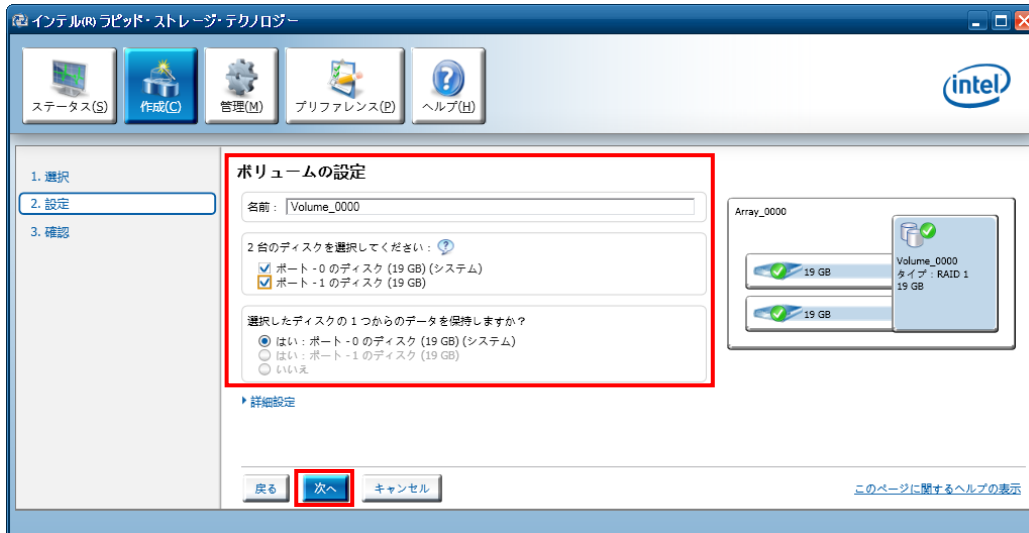 インテル(R) ラピッド・ストレージ・テクノロジー
ステータス(S)
作成(C)
管理(M)
プリファレンス(P)
ヘルプ(H)
intel
1. 選択
2. 設定
3. 確認
ボリュームの設定
名前 : Volume_0000
2 台のディスクを選択してください :
ポート - 0 のディスク (19 GB) (システム)
ポート - 1 のディスク (19 GB)
選択したディスクの 1 つからのデータを保持しますか ?
はい : ポート - 0 のディスク (19 GB) (システム)
はい : ポート - 1 のディスク (19 GB)
いいえ
詳細設定
Array_0000
19 GB
19 GB
Volume_0000
タイプ : RAID 1
19 GB
戻る
次へ
キャンセル
このページに関するヘルプの表示